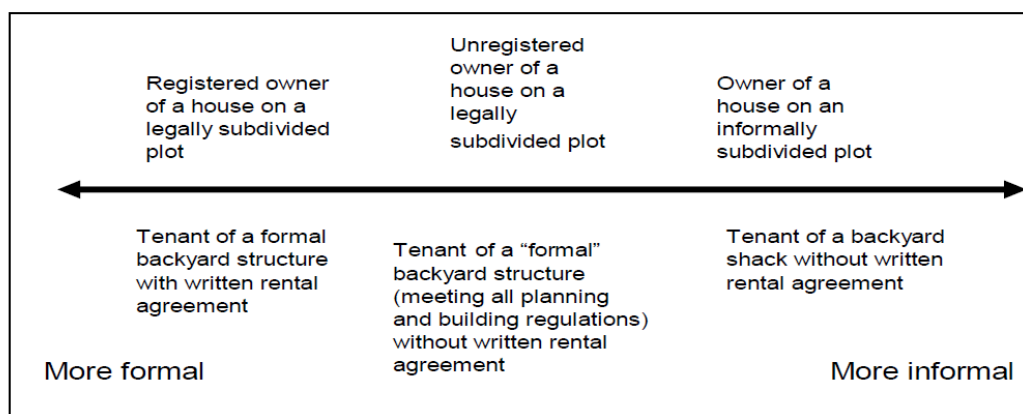 Registered owner
of a house on a
legally subdivided
plot
Unregistered
owner of a
house on a
legally
subdivided plot
Owner of a
house on an
informally
subdivided plot
Tenant of a formal
backyard structure
with written rental
agreement
Tenant of a “formal”
backyard structure
(meeting all planning
and building regulations)
without written rental
agreement
Tenant of a backyard
shack without written
rental agreement
More formal
More informal